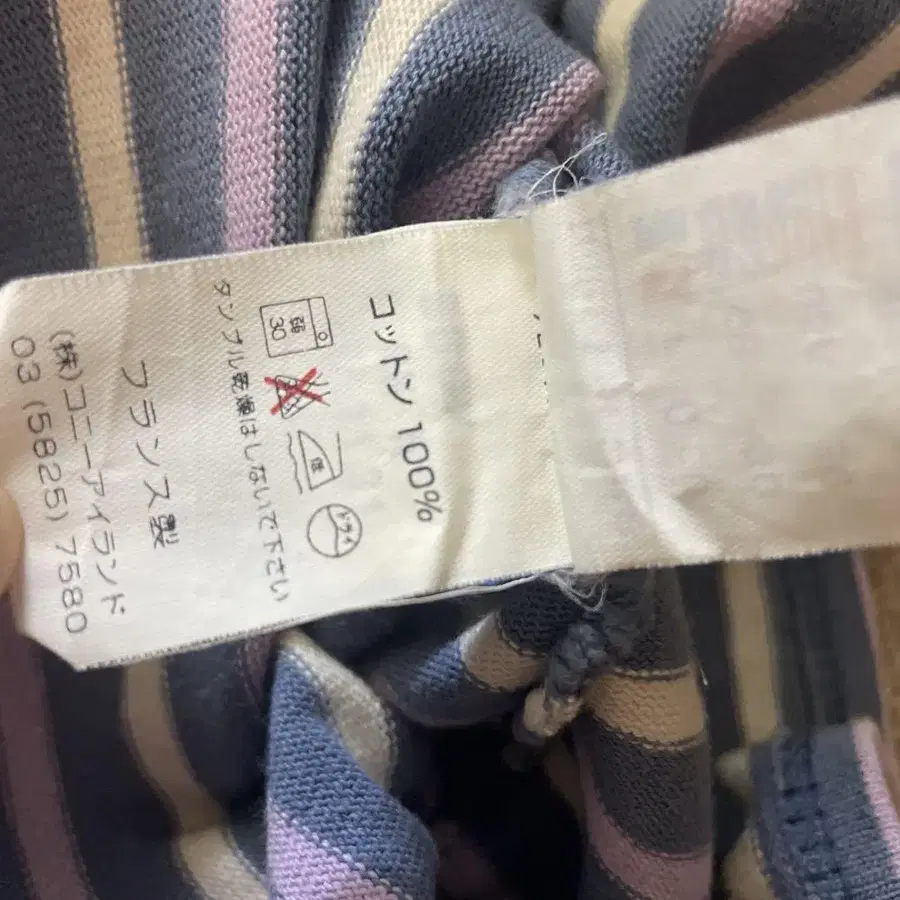 コットン 100%
弱
30
低
ドライ
タンブル乾燥はしないで下さい
フランス製
(株)コニーアイランド
03 (5825) 7580